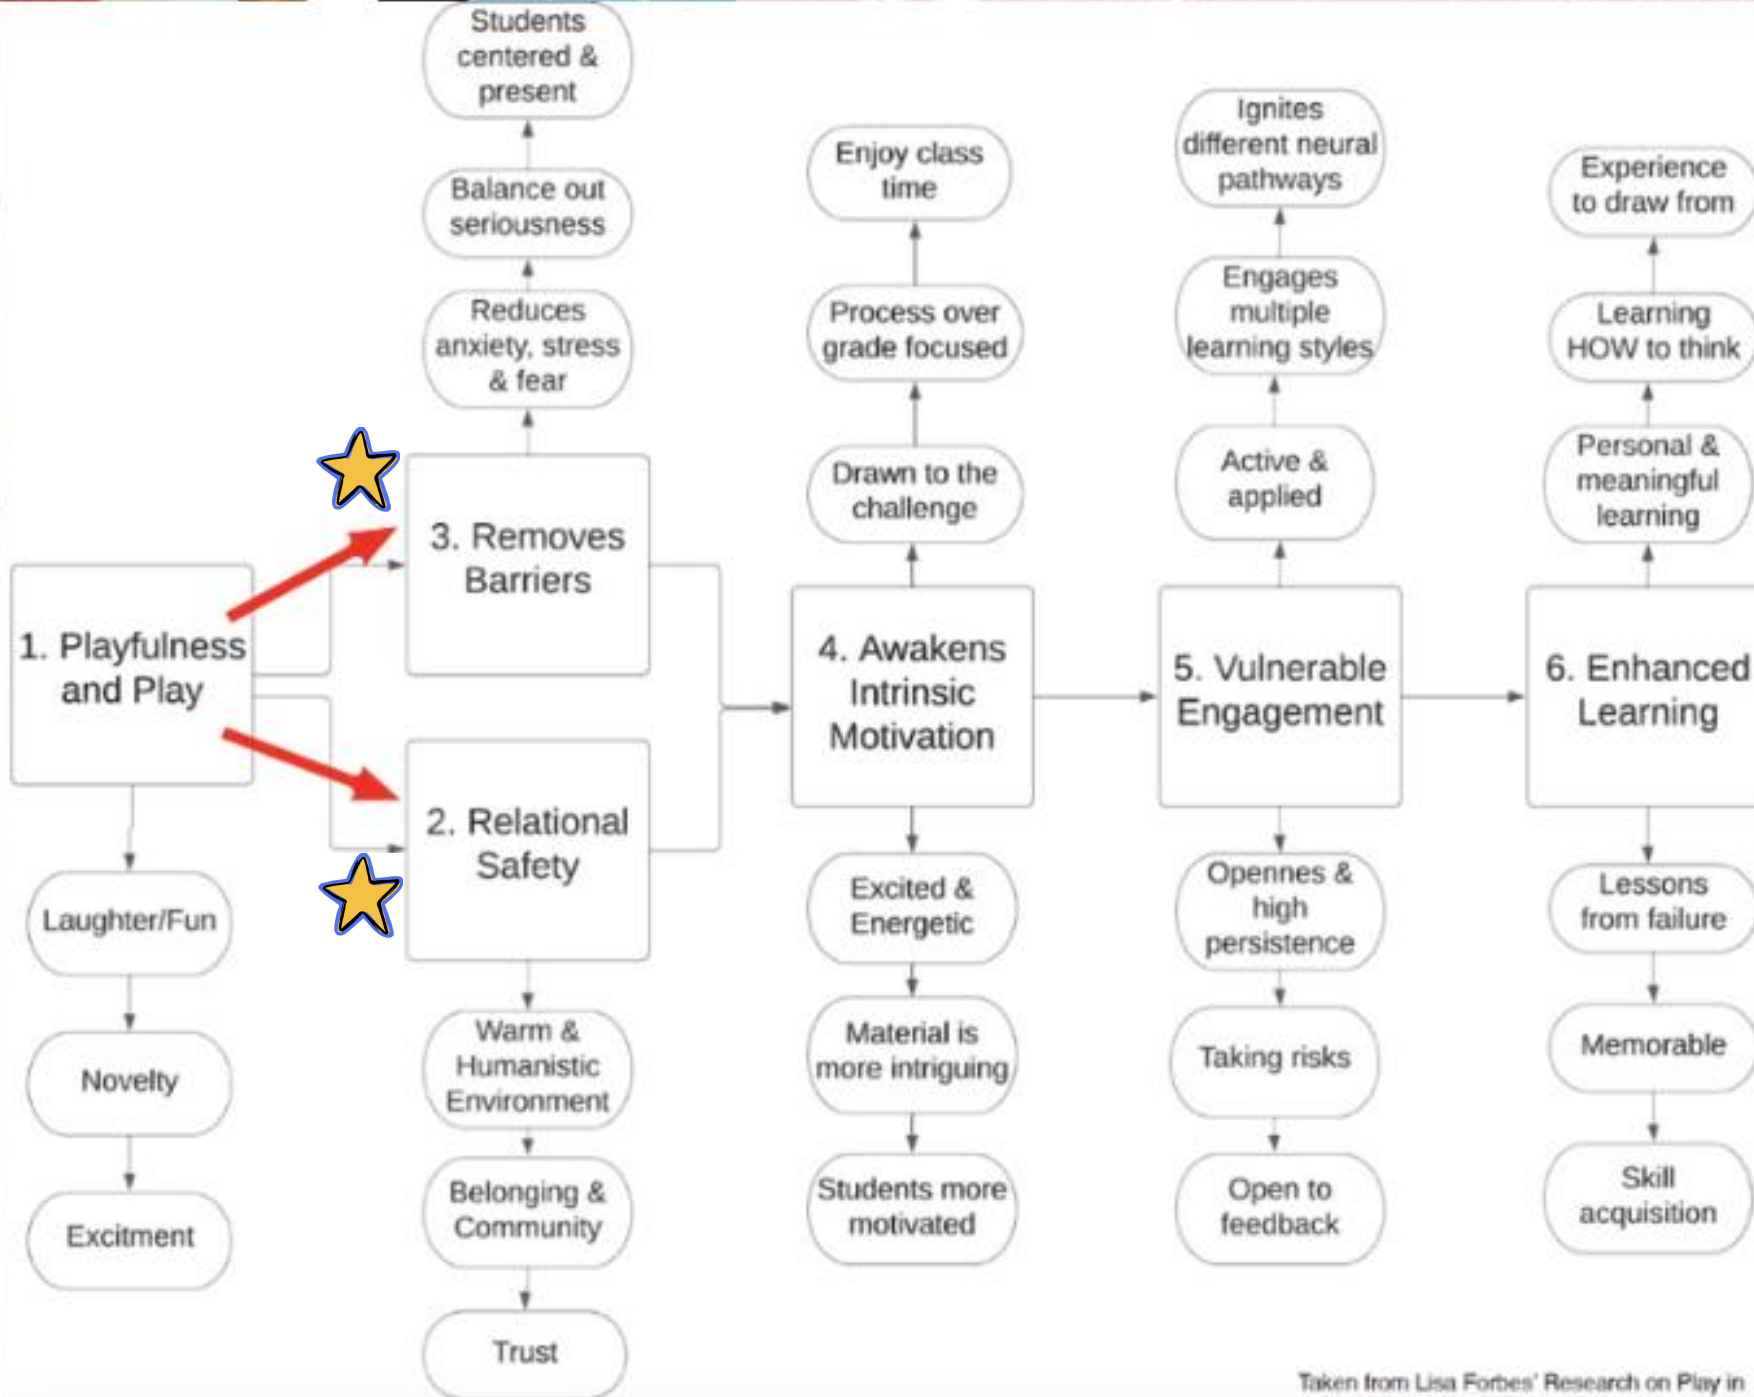 Students
centered &
present
Balance out
seriousness
Reduces
anxiety, stress
& fear
3. Removes
Barriers
1. Playfulness
and Play
Laughter/Fun
Novelty
Excitment
2. Relational
Safety
Warm &
Humanistic
Environment
Belonging &
Community
Trust
Enjoy class
time
Process over
grade focused
Drawn to the
challenge
4. Awakens
Intrinsic
Motivation
Excited &
Energetic
Material is
more intriguing
Students more
motivated
Ignites
different neural
pathways
Engages
multiple
learning styles
Active &
applied
5. Vulnerable
Engagement
Opennes &
high
persistence
Taking risks
Open to
feedback
Experience
to draw from
Learning
HOW to think
Personal &
meaningful
learning
6. Enhanced
Learning
Lessons
from failure
Memorable
Skill
acquisition
Taken from Lisa Forbes' Research on Play in